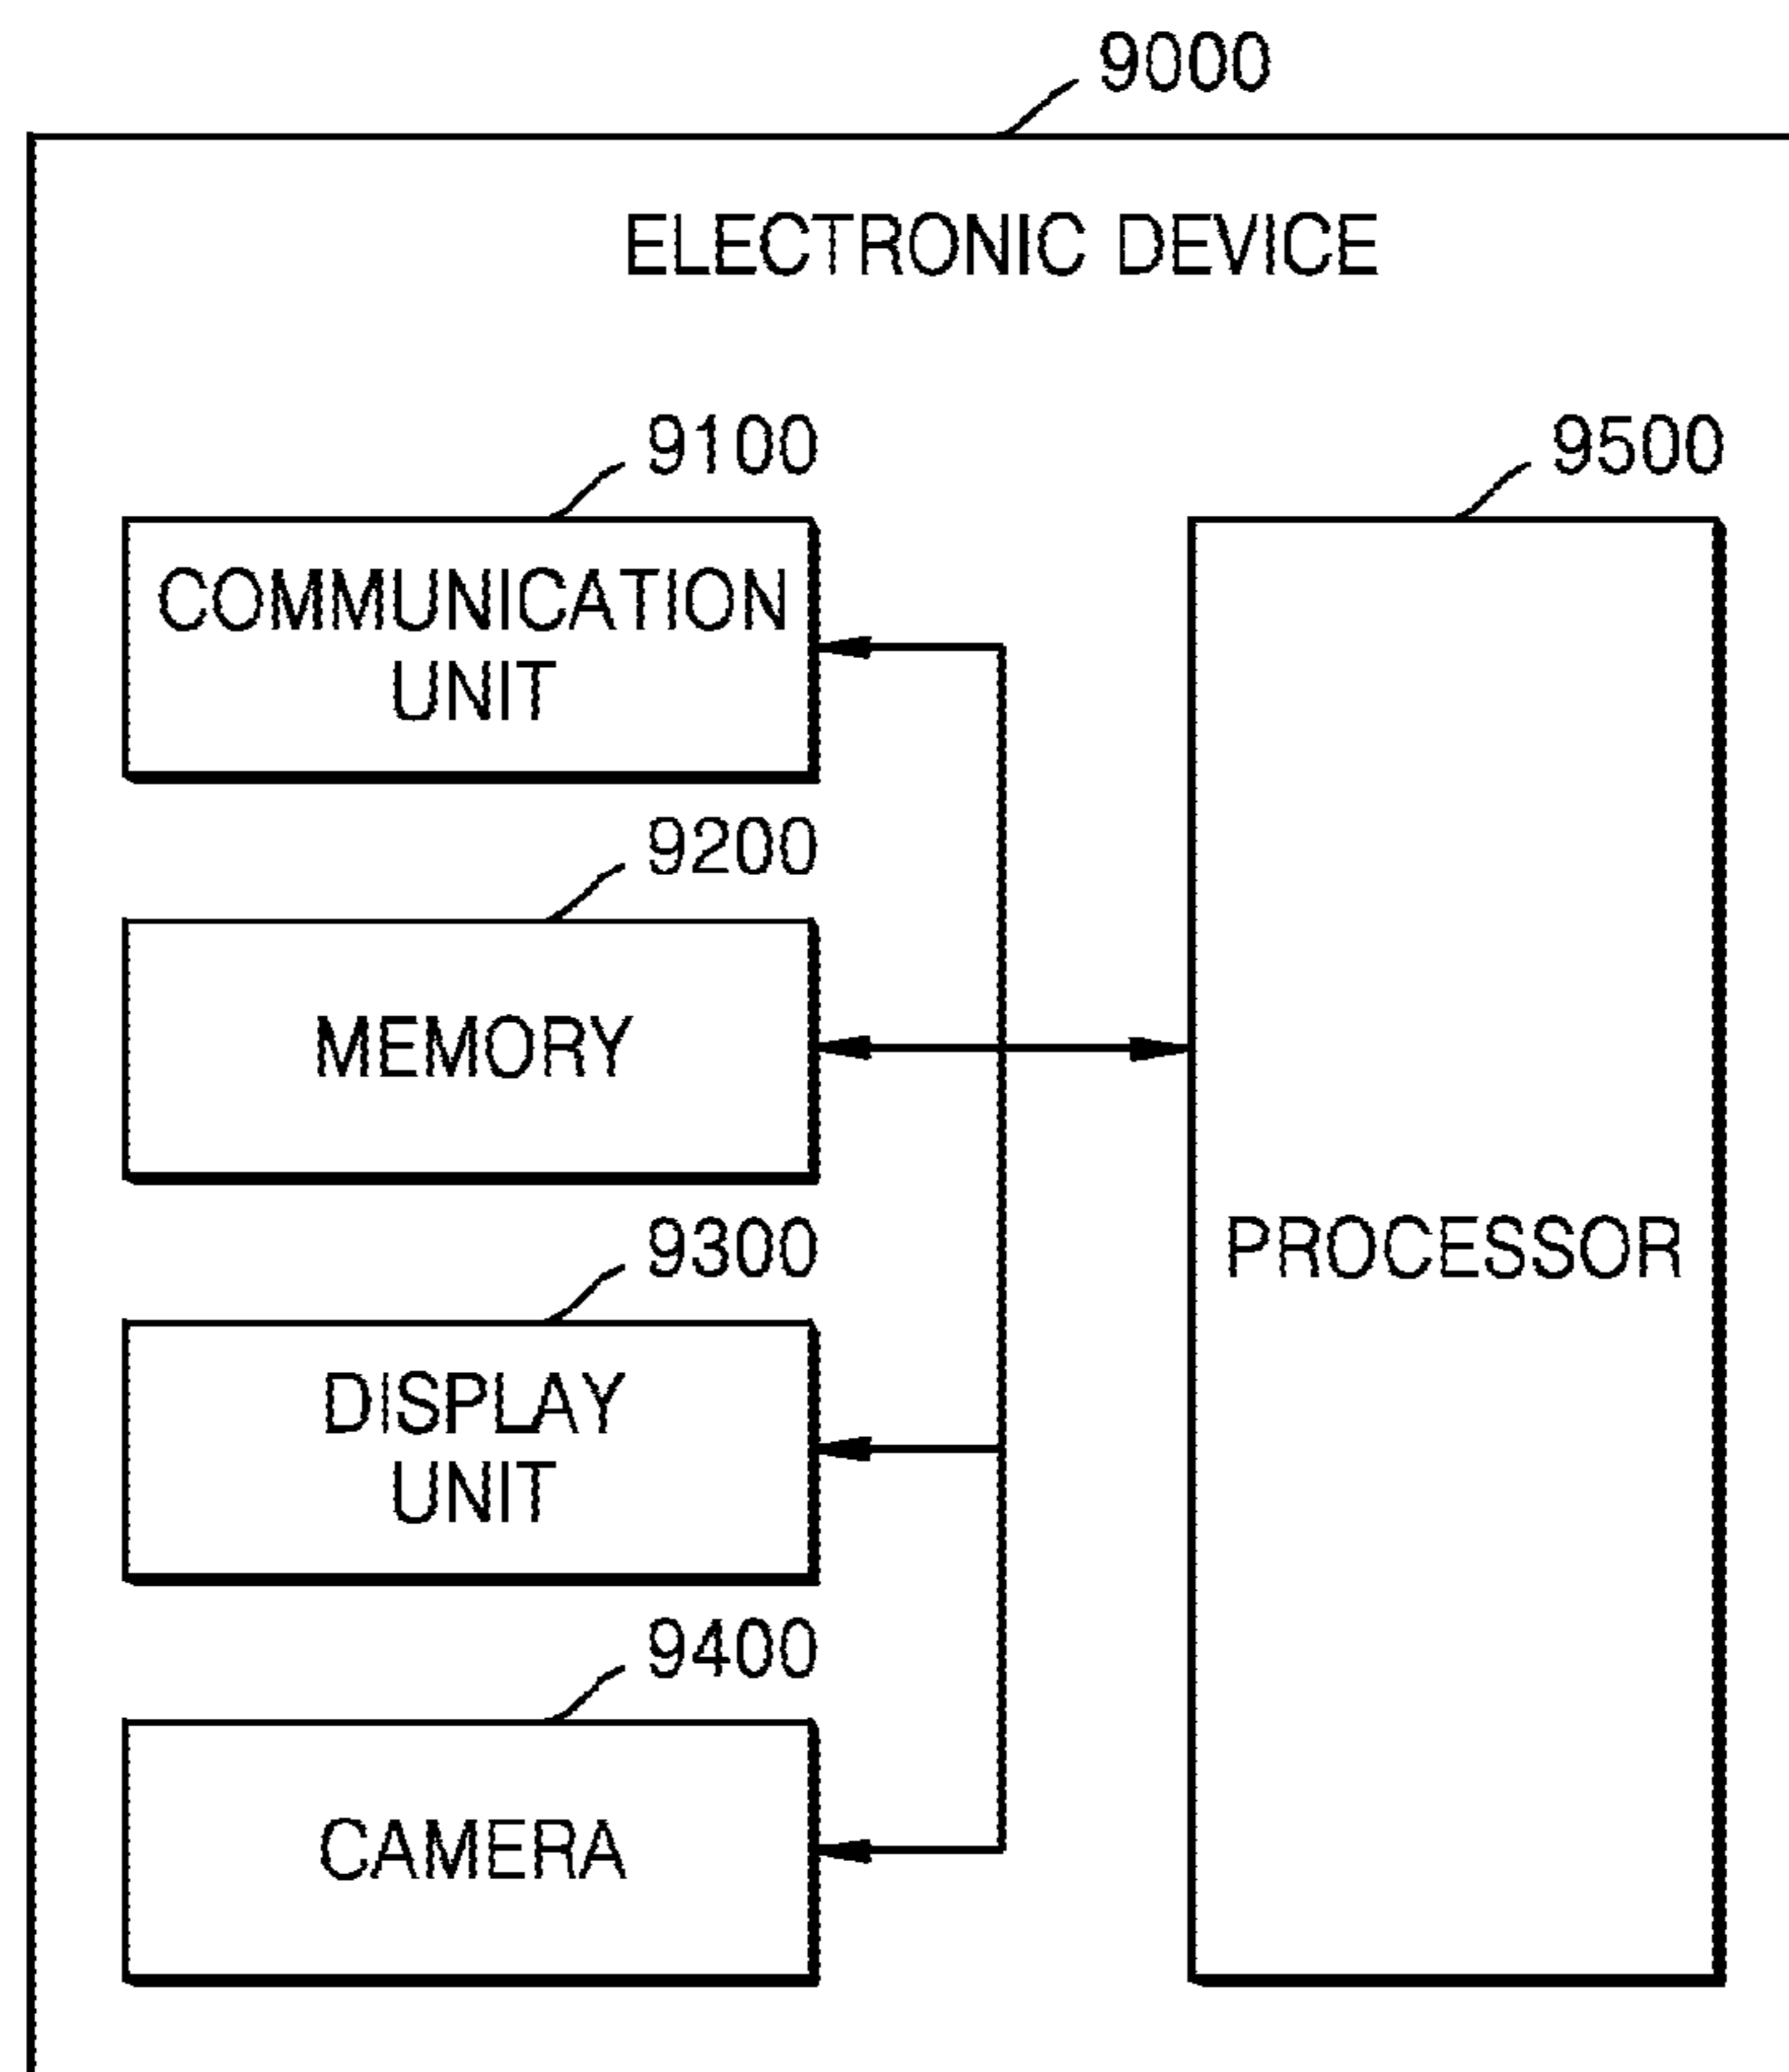 9000
ELECTRONIC DEVICE
9100
9500
COMMUNICATION
UNIT
9200
MEMORY
9300
PROCESSOR
DISPLAY
UNIT
9400
CAMERA